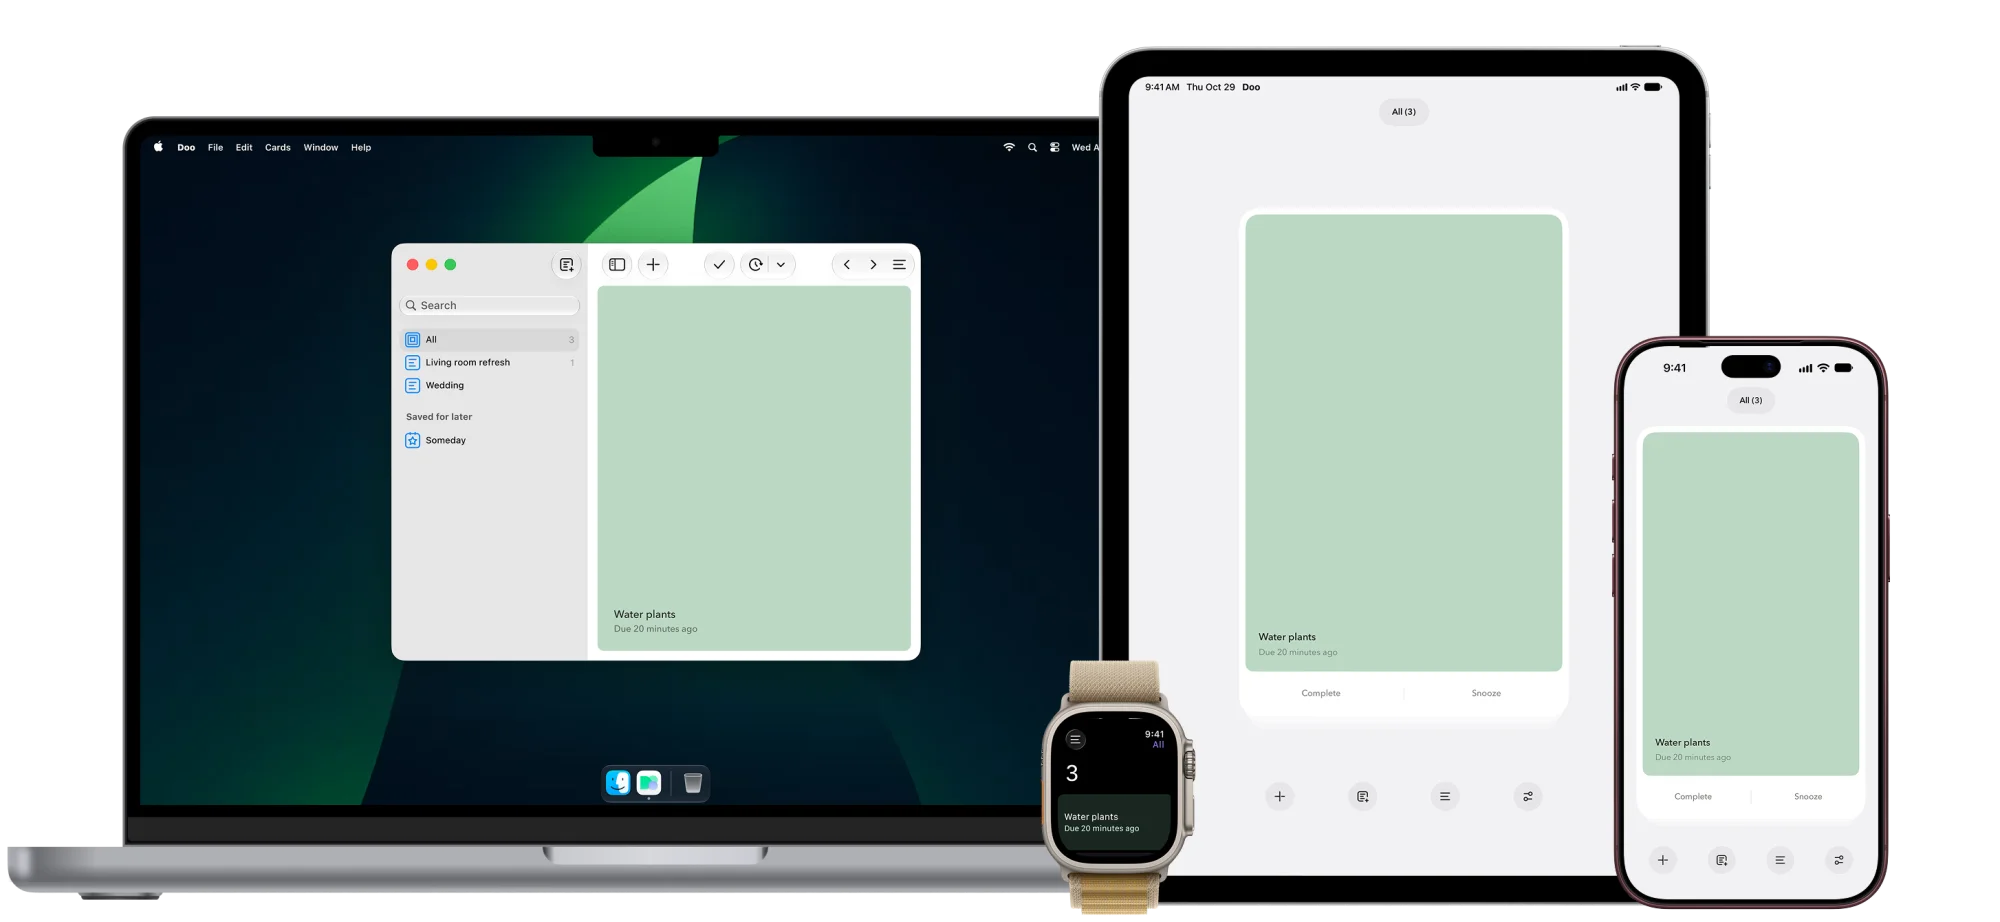 Doo File Edit Cards Window Help
Wed A
Search
All 3
Living room refresh 1
Wedding
Saved for later
Someday
Water plants
Due 20 minutes ago
9:41 AM Thu Oct 29 Doo
All (3)
Water plants
Due 20 minutes ago
Complete Snooze
9:41
All
3
Water plants
Due 20 minutes ago
9:41
All (3)
Water plants
Due 20 minutes ago
Complete Snooze